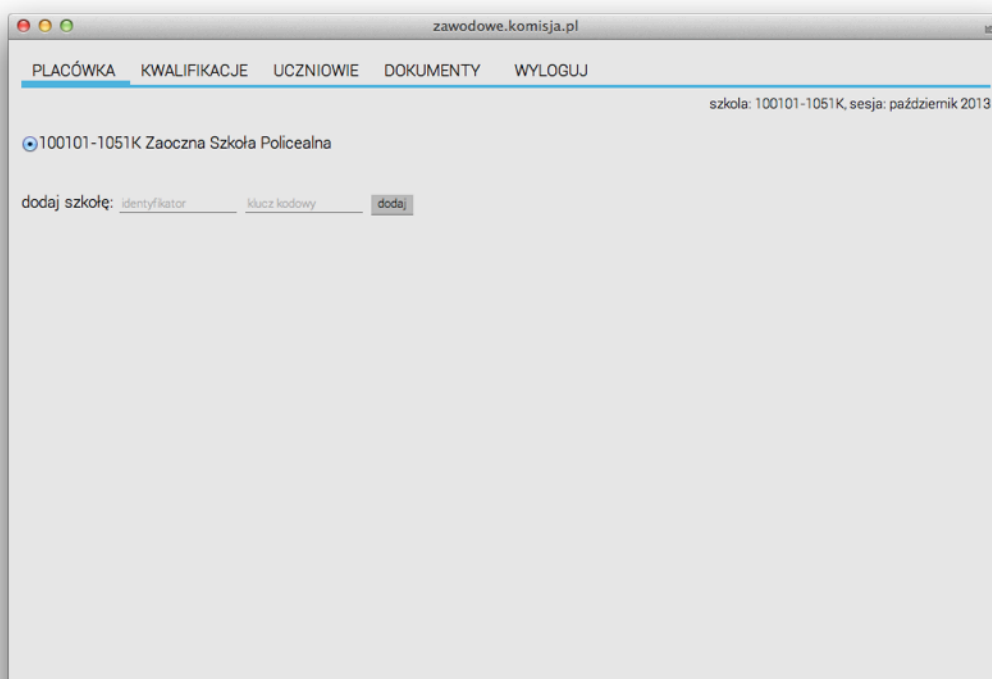 zawodowe.komisja.pl
PLACÓWKA KWALIFIKACJE UCZNIOWIE DOKUMENTY WYLOGUJ
szkola: 100101-1051K, sesja: październik 2013
100101-1051K Zaoczna Szkoła Policealna
dodaj szkołę: identyfikator klucz kodowy dodaj